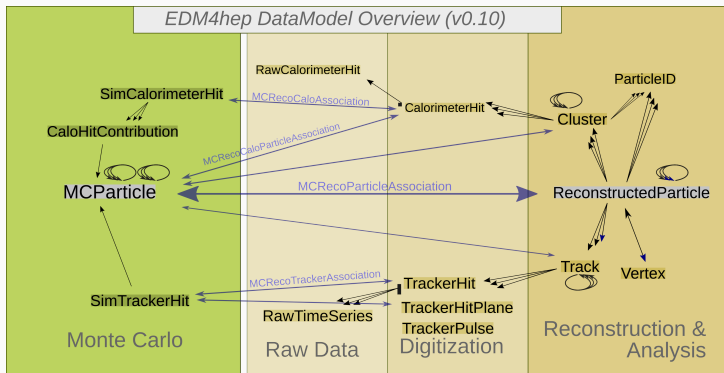 EDM4hep DataModel Overview (v0.10)
RawCalorimeterHit
ParticleID
SimCalorimeterHit
MCRecoCaloAssociation
CalorimeterHit
Cluster
CaloHitContribution
MCRecoCaloParticleAssociation
MCParticle
MCRecoParticleAssociation
ReconstructedParticle
MCRecoTrackerAssociation
TrackerHit
Track
Vertex
SimTrackerHit
RawTimeSeries
TrackerHitPlane
TrackerPulse
Monte Carlo
Raw Data
Digitization
Reconstruction &
Analysis